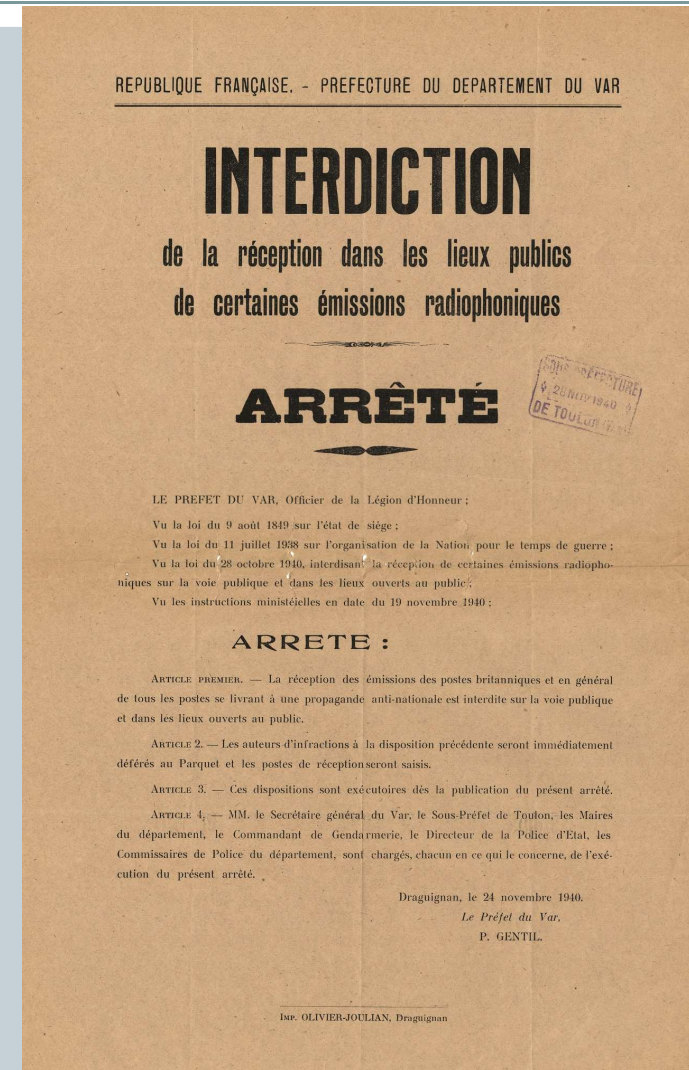 REPUBLIQUE FRANÇAISE. - PREFECTURE DU DEPARTEMENT DU VAR
INTERDICTION
de la réception dans les lieux publics
de certaines émissions radiophoniques
ARRÊTÉ
SOUS-PRÉFECTURE
26 NOV 1940
DE TOULON
LE PREFET DU VAR, Officier de la Légion d'Honneur ;
Vu la loi du 9 août 1849 sur l'état de siège ;
Vu la loi du 11 juillet 1938 sur l'organisation de la Nation pour le temps de guerre ;
Vu la loi du 28 octobre 1940, interdisant la réception de certaines émissions radiopho-
niques sur la voie publique et dans les lieux ouverts au public ;
Vu les instructions ministéielles en date du 19 novembre 1940 ;
ARRETE :
ARTICLE PREMIER. — La réception des émissions des postes britanniques et en général
de tous les postes se livrant à une propagande anti-nationale est interdite sur la voie publique
et dans les lieux ouverts au public.
ARTICLE 2. — Les auteurs d'infractions à la disposition précédente seront immédiatement
déférés au Parquet et les postes de réception seront saisis.
ARTICLE 3. — Ces dispositions sont exécutoires dès la publication du présent arrêté.
ARTICLE 4. — MM. le Secrétaire général du Var, le Sous-Préfet de Toulon, les Maires
du département, le Commandant de Gendarmerie, le Directeur de la Police d'Etat, les
Commissaires de Police du département, sont chargés, chacun en ce qui le concerne, de l'exé-
cution du présent arrêté.
Draguignan, le 24 novembre 1940.
Le Préfet du Var,
P. GENTIL.
IMP. OLIVIER-JOULIAN, Draguignan